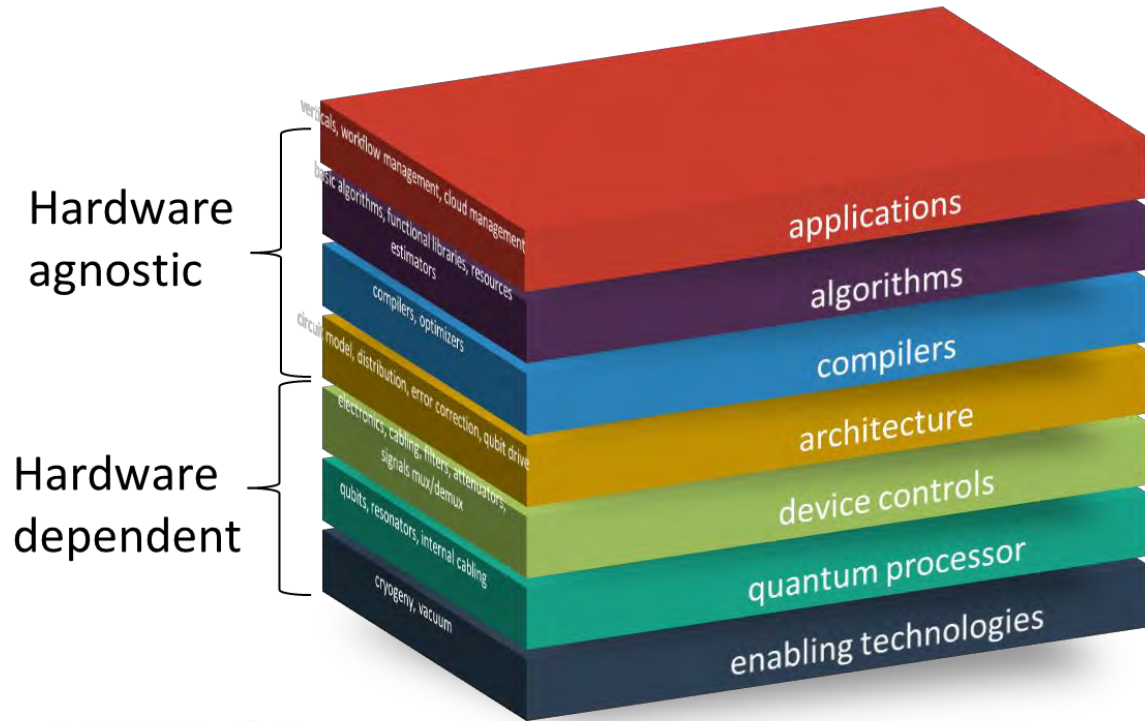 verticals, workflow management, cloud management
applications
Hardware
agnostic
basic algorithms, functional libraries, resources
estimators
algorithms
compilers, optimizers
compilers
circuit model, distribution, error correction, qubit drive
architecture
Hardware
dependent
electronics, cabling, filters, attenuators,
signals mux/demux
device controls
qubits, resonators, internal cabling
quantum processor
cryogeny, vacuum
enabling technologies